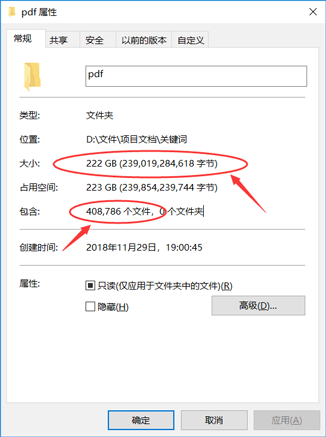 pdf 属性
常规 共享 安全 以前的版本 自定义
pdf
类型: 文件夹
位置: D:\文件\项目文档\关键词
大小: 222 GB (239,019,284,618 字节)
占用空间: 223 GB (239,854,239,744 字节)
包含: 408,786 个文件，0 个文件夹
创建时间: 2018年11月29日，19:00:45
属性: 只读(仅应用于文件夹中的文件)(R)
隐藏(H) 高级(D)...
确定 取消 应用(A)